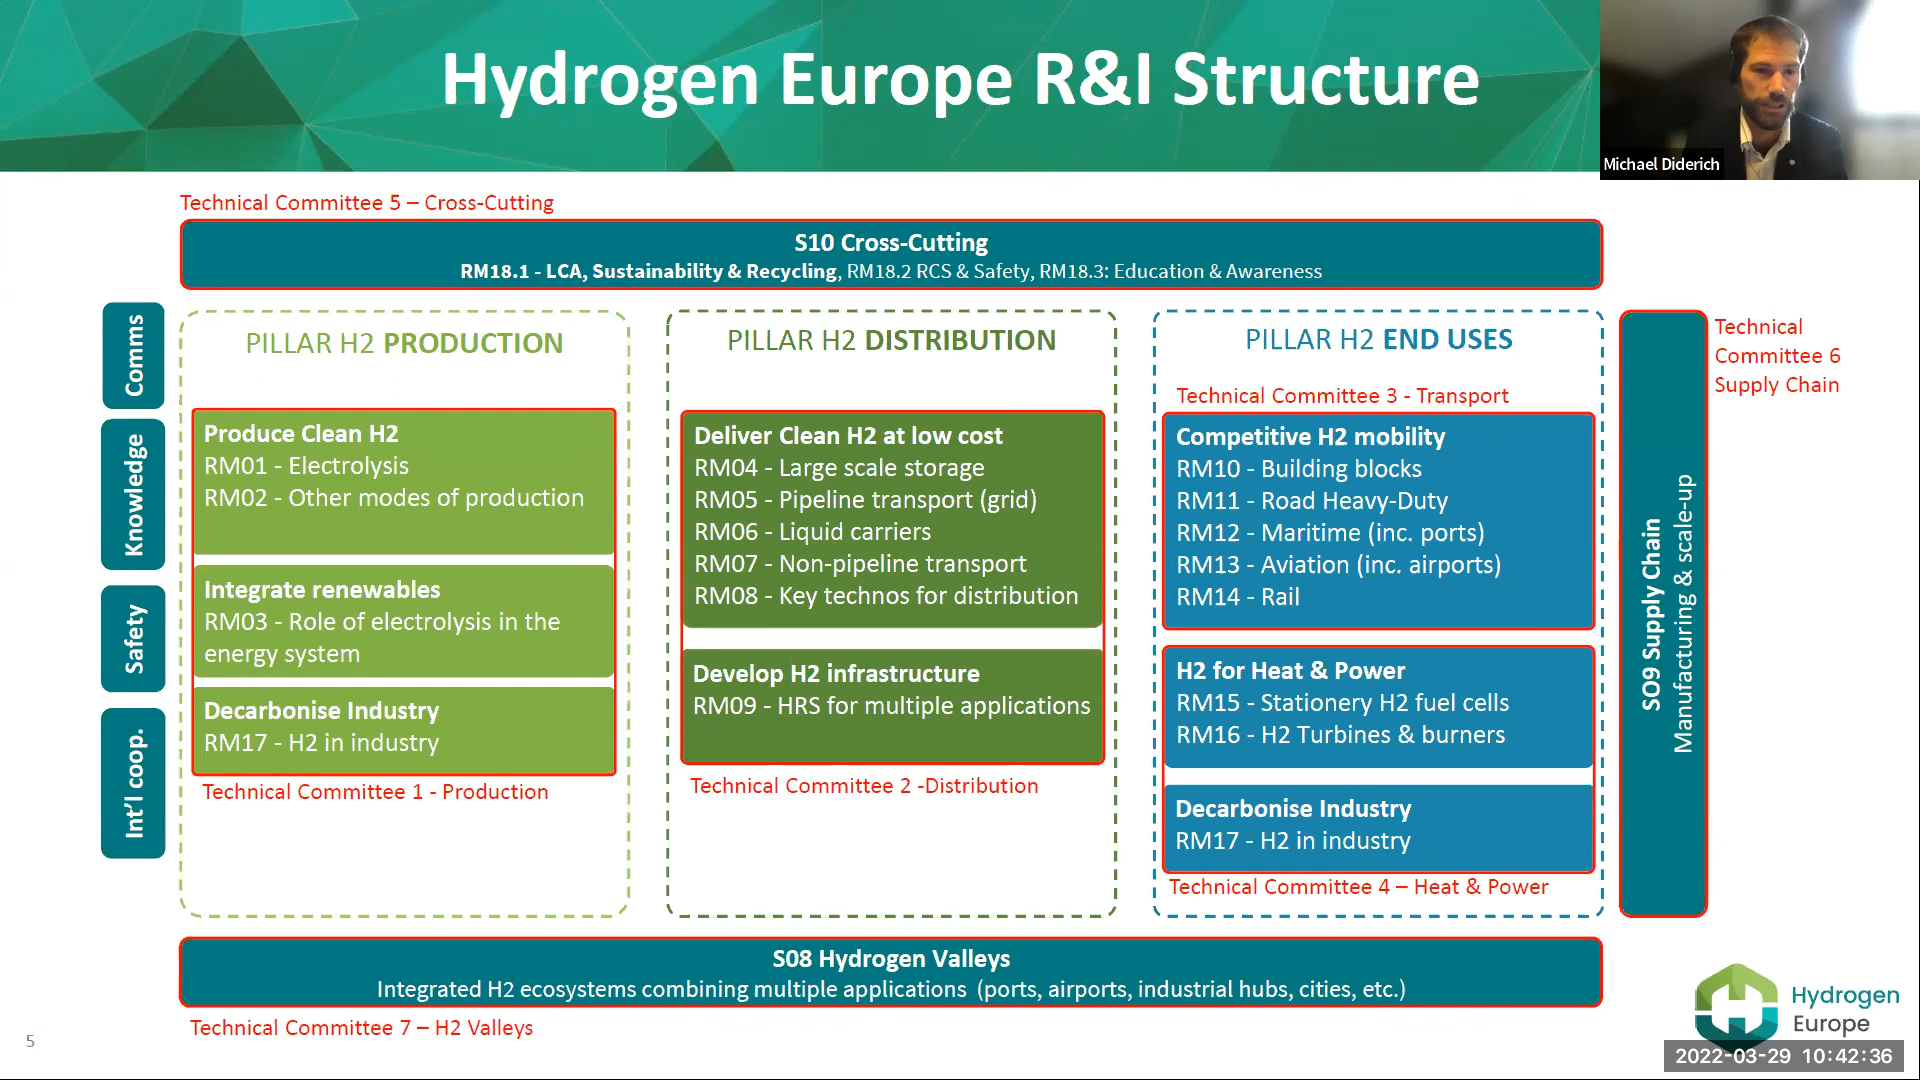 Hydrogen Europe R&I Structure
Michael Diderich
Technical Committee 5 – Cross-Cutting
S10 Cross-Cutting
RM18.1 - LCA, Sustainability & Recycling, RM18.2 RCS & Safety, RM18.3: Education & Awareness
Comms
Knowledge
Safety
Int'l coop.
PILLAR H2 PRODUCTION
Produce Clean H2
RM01 - Electrolysis
RM02 - Other modes of production
Integrate renewables
RM03 - Role of electrolysis in the
energy system
Decarbonise Industry
RM17 - H2 in industry
Technical Committee 1 - Production
PILLAR H2 DISTRIBUTION
Deliver Clean H2 at low cost
RM04 - Large scale storage
RM05 - Pipeline transport (grid)
RM06 - Liquid carriers
RM07 - Non-pipeline transport
RM08 - Key technos for distribution
Develop H2 infrastructure
RM09 - HRS for multiple applications
Technical Committee 2 -Distribution
PILLAR H2 END USES
Technical Committee 3 - Transport
Competitive H2 mobility
RM10 - Building blocks
RM11 - Road Heavy-Duty
RM12 - Maritime (inc. ports)
RM13 - Aviation (inc. airports)
RM14 - Rail
H2 for Heat & Power
RM15 - Stationery H2 fuel cells
RM16 - H2 Turbines & burners
Decarbonise Industry
RM17 - H2 in industry
Technical Committee 4 – Heat & Power
SO9 Supply Chain
Manufacturing & scale-up
Technical
Committee 6
Supply Chain
S08 Hydrogen Valleys
Integrated H2 ecosystems combining multiple applications (ports, airports, industrial hubs, cities, etc.)
Technical Committee 7 – H2 Valleys
Hydrogen
Europe
5
2022-03-29 10:42:36